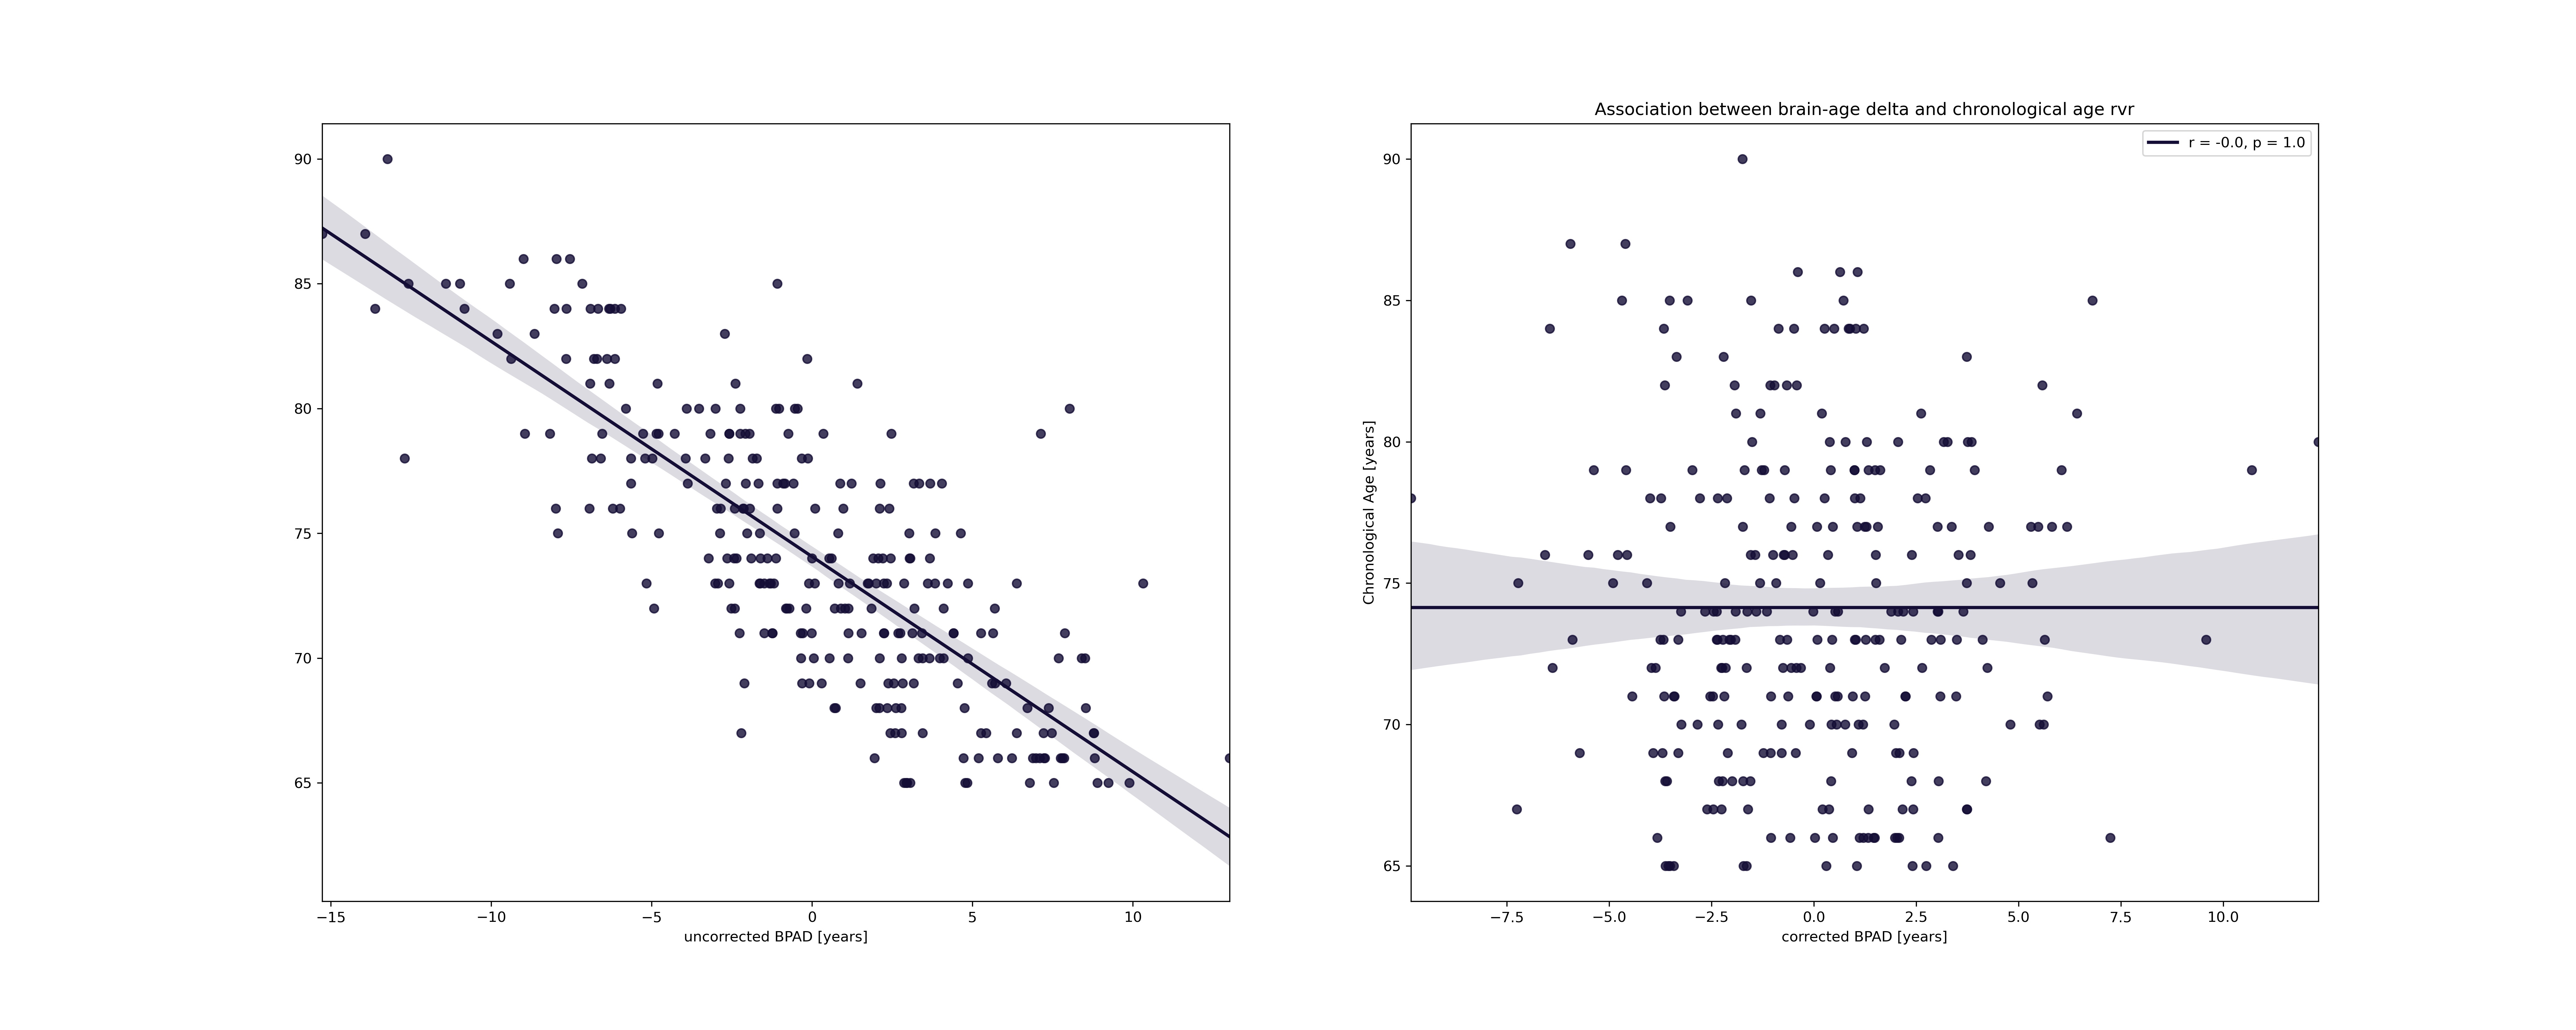 90
85
80
75
70
65
−15 −10 −5 0 5 10
uncorrected BPAD [years]
Association between brain-age delta and chronological age rvr
r = -0.0, p = 1.0
Chronological Age [years]
90
85
80
75
70
65
−7.5 −5.0 −2.5 0.0 2.5 5.0 7.5 10.0
corrected BPAD [years]